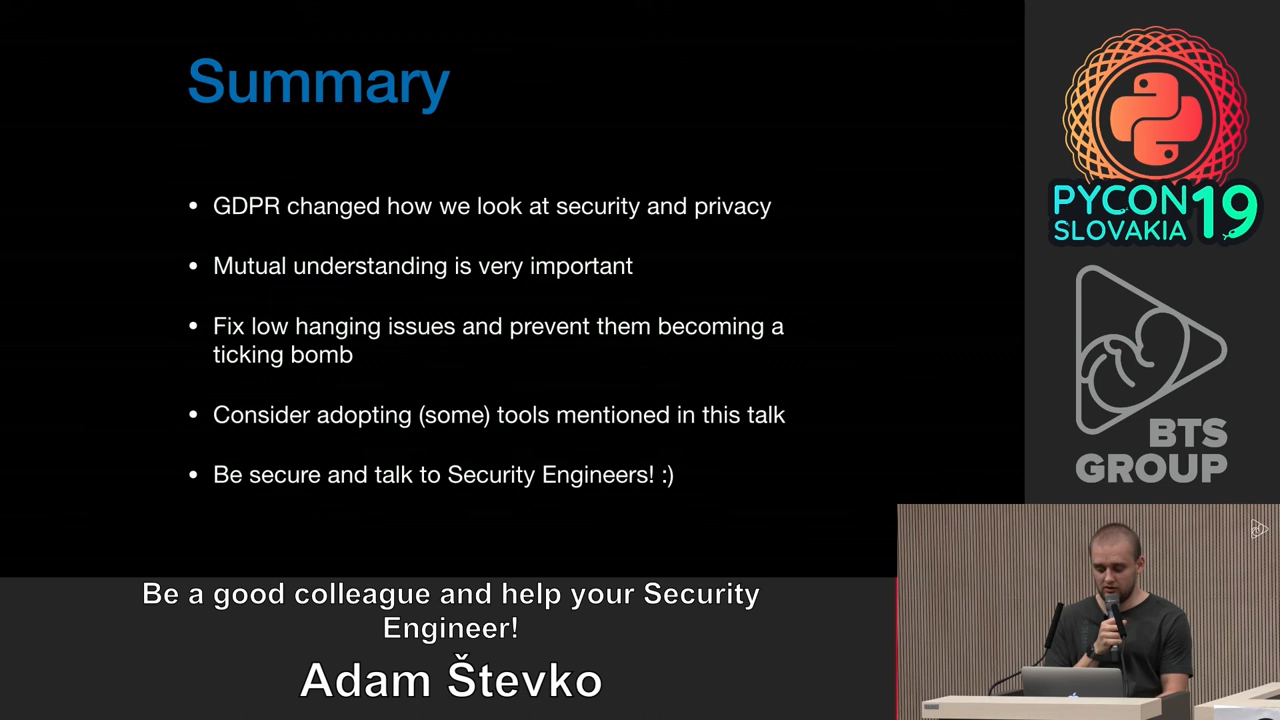 Summary
• GDPR changed how we look at security and privacy
• Mutual understanding is very important
• Fix low hanging issues and prevent them becoming a
ticking bomb
• Consider adopting (some) tools mentioned in this talk
• Be secure and talk to Security Engineers! :)
PYCON 19
SLOVAKIA
BTS
GROUP
Be a good colleague and help your Security
Engineer!
Adam Števko